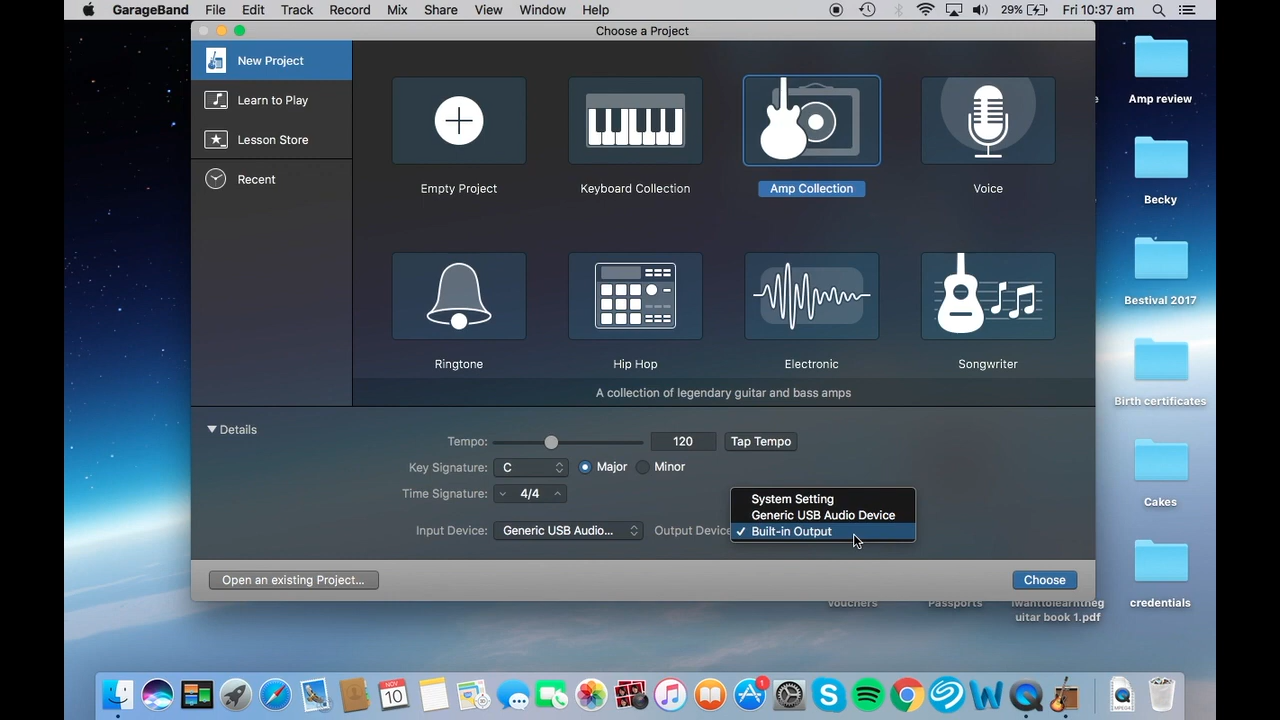 GarageBand File Edit Track Record Mix Share View Window Help 29% Fri 10:37 am
Choose a Project
New Project
Learn to Play
Lesson Store
Recent
Empty Project Keyboard Collection Amp Collection Voice
Ringtone Hip Hop Electronic Songwriter
A collection of legendary guitar and bass amps
Details
Tempo: 120 Tap Tempo
Key Signature: C Major Minor
Time Signature: 4/4
Input Device: Generic USB Audio... Output Device
System Setting
Generic USB Audio Device
✓ Built-in Output
Open an existing Project... Choose
Amp review
Becky
Bestival 2017
Birth certificates
Cakes
credentials
Vouchers Passports iwanttolearntheg
uitar book 1.pdf
NOV
10
1
MPEG4